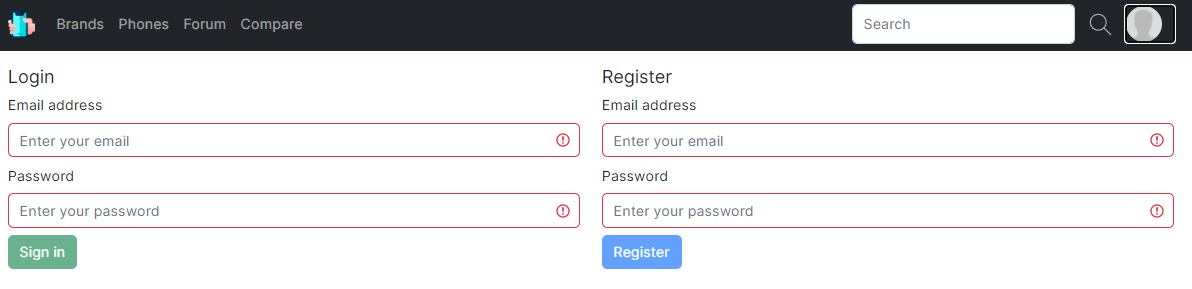 Brands Phones Forum Compare Search
Login
Email address
Enter your email
Password
Enter your password
Sign in
Register
Email address
Enter your email
Password
Enter your password
Register